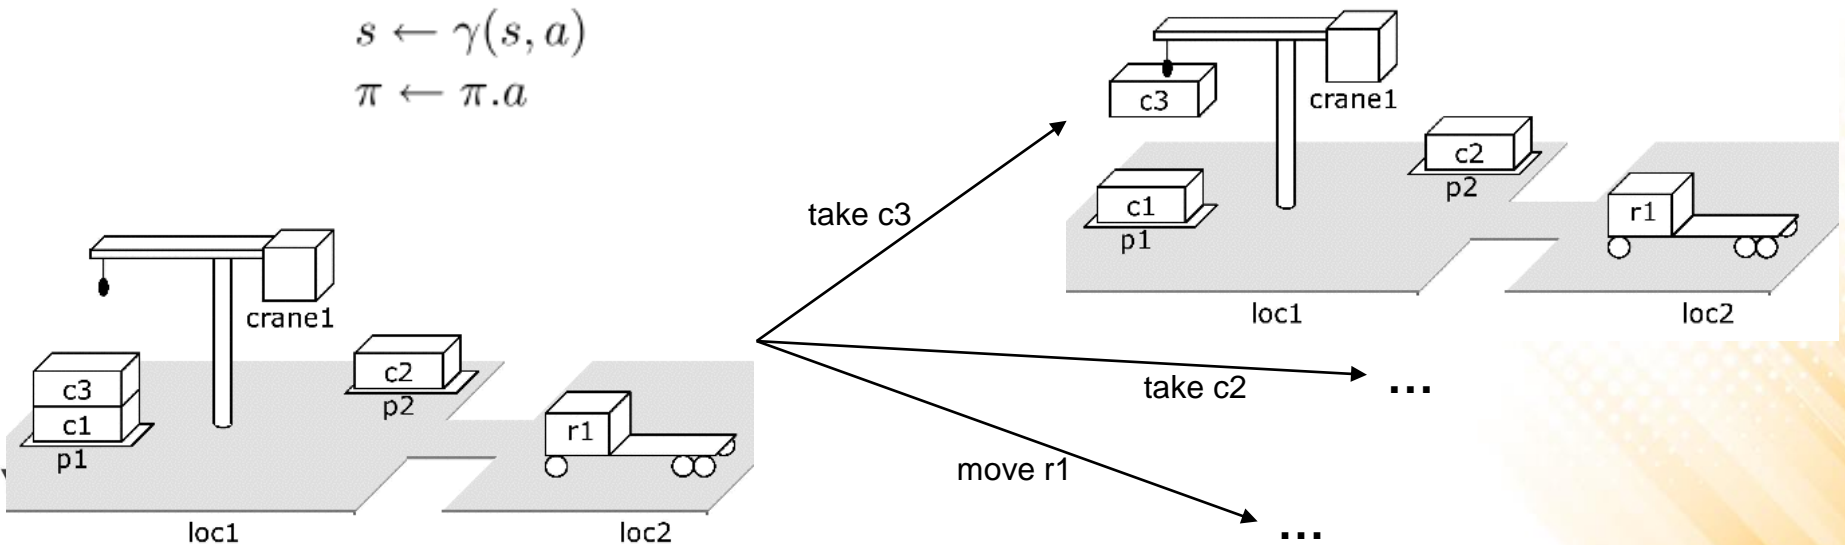 s ← γ(s, a)
π ← π.a
c3
crane1
c1
p1
c2
p2
r1
loc1
loc2
take c3
take c2
...
move r1
...
crane1
c3
c1
p1
c2
p2
r1
loc1
loc2